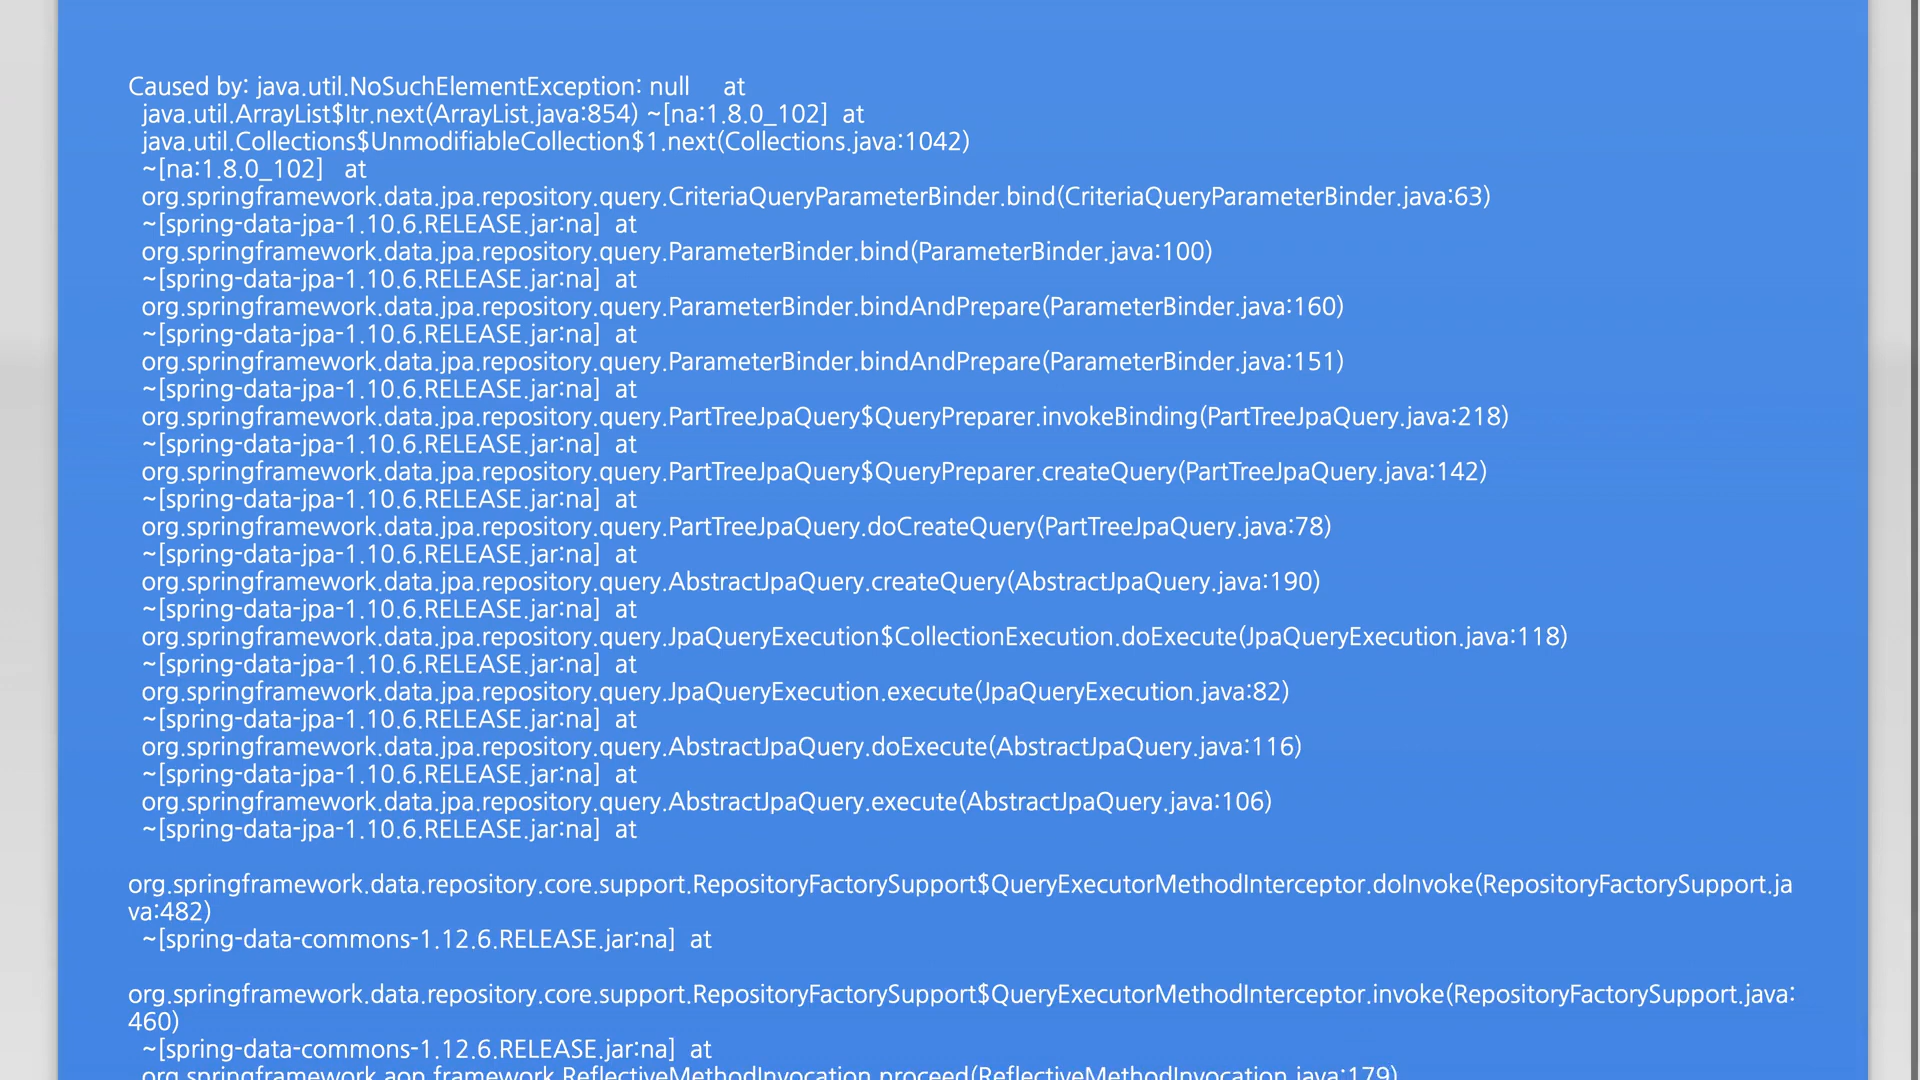 Caused by: java.util.NoSuchElementException: null at
java.util.ArrayList$Itr.next(ArrayList.java:854) ~[na:1.8.0_102] at
java.util.Collections$UnmodifiableCollection$1.next(Collections.java:1042)
~[na:1.8.0_102] at
org.springframework.data.jpa.repository.query.CriteriaQueryParameterBinder.bind(CriteriaQueryParameterBinder.java:63)
~[spring-data-jpa-1.10.6.RELEASE.jar:na] at
org.springframework.data.jpa.repository.query.ParameterBinder.bind(ParameterBinder.java:100)
~[spring-data-jpa-1.10.6.RELEASE.jar:na] at
org.springframework.data.jpa.repository.query.ParameterBinder.bindAndPrepare(ParameterBinder.java:160)
~[spring-data-jpa-1.10.6.RELEASE.jar:na] at
org.springframework.data.jpa.repository.query.ParameterBinder.bindAndPrepare(ParameterBinder.java:151)
~[spring-data-jpa-1.10.6.RELEASE.jar:na] at
org.springframework.data.jpa.repository.query.PartTreeJpaQuery$QueryPreparer.invokeBinding(PartTreeJpaQuery.java:218)
~[spring-data-jpa-1.10.6.RELEASE.jar:na] at
org.springframework.data.jpa.repository.query.PartTreeJpaQuery$QueryPreparer.createQuery(PartTreeJpaQuery.java:142)
~[spring-data-jpa-1.10.6.RELEASE.jar:na] at
org.springframework.data.jpa.repository.query.PartTreeJpaQuery.doCreateQuery(PartTreeJpaQuery.java:78)
~[spring-data-jpa-1.10.6.RELEASE.jar:na] at
org.springframework.data.jpa.repository.query.AbstractJpaQuery.createQuery(AbstractJpaQuery.java:190)
~[spring-data-jpa-1.10.6.RELEASE.jar:na] at
org.springframework.data.jpa.repository.query.JpaQueryExecution$CollectionExecution.doExecute(JpaQueryExecution.java:118)
~[spring-data-jpa-1.10.6.RELEASE.jar:na] at
org.springframework.data.jpa.repository.query.JpaQueryExecution.execute(JpaQueryExecution.java:82)
~[spring-data-jpa-1.10.6.RELEASE.jar:na] at
org.springframework.data.jpa.repository.query.AbstractJpaQuery.doExecute(AbstractJpaQuery.java:116)
~[spring-data-jpa-1.10.6.RELEASE.jar:na] at
org.springframework.data.jpa.repository.query.AbstractJpaQuery.execute(AbstractJpaQuery.java:106)
~[spring-data-jpa-1.10.6.RELEASE.jar:na] at
org.springframework.data.repository.core.support.RepositoryFactorySupport$QueryExecutorMethodInterceptor.doInvoke(RepositoryFactorySupport.ja
va:482)
~[spring-data-commons-1.12.6.RELEASE.jar:na] at
org.springframework.data.repository.core.support.RepositoryFactorySupport$QueryExecutorMethodInterceptor.invoke(RepositoryFactorySupport.java:
460)
~[spring-data-commons-1.12.6.RELEASE.jar:na] at
org.springframework.aop.framework.ReflectiveMethodInvocation.proceed(ReflectiveMethodInvocation.java:179)